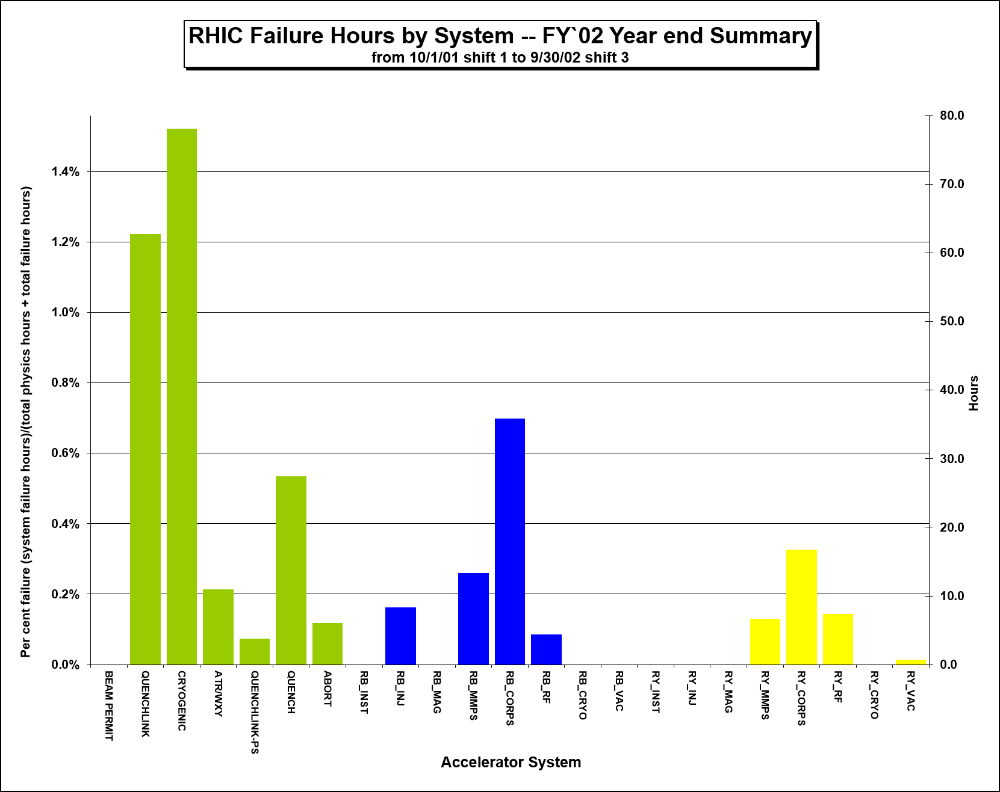 RHIC Failure Hours by System -- FY`02 Year end Summary
from 10/1/01 shift 1 to 9/30/02 shift 3
Per cent failure (system failure hours)/(total physics hours + total failure hours)
1.4%
1.2%
1.0%
0.8%
0.6%
0.4%
0.2%
0.0%
80.0
70.0
60.0
50.0
40.0
30.0
20.0
10.0
0.0
Hours
BEAM PERMIT
QUENCHLINK
CRYOGENIC
ATR/WXY
QUENCHLINK-PS
QUENCH
ABORT
RB_INST
RB_INJ
RB_MAG
RB_MMPS
RB_CORPS
RB_RF
RB_CRYO
RB_VAC
RY_INST
RY_INJ
RY_MAG
RY_MMPS
RY_CORPS
RY_RF
RY_CRYO
RY_VAC
Accelerator System